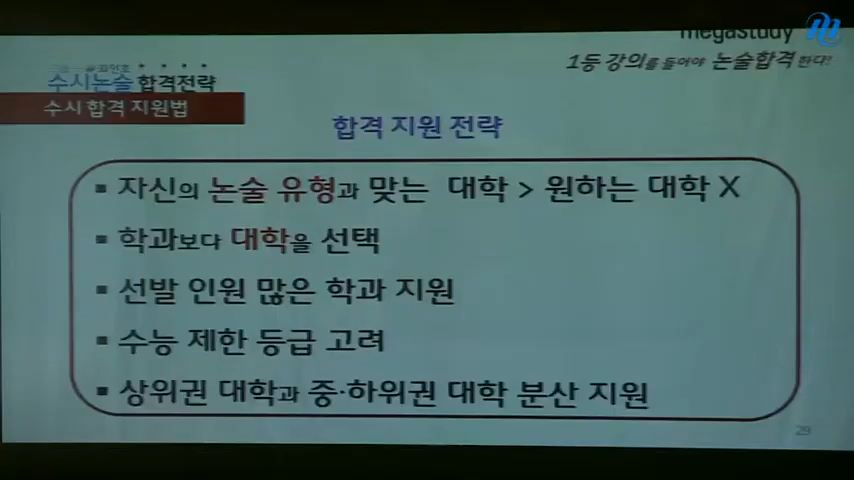 megastudy
1등 강의를 들어야 논술합격 한다!
수시논술 합격전략
수시 합격 지원법
합격 지원 전략
▪ 자신의 논술 유형과 맞는 대학 > 원하는 대학 X
▪ 학과보다 대학을 선택
▪ 선발 인원 많은 학과 지원
▪ 수능 제한 등급 고려
▪ 상위권 대학과 중·하위권 대학 분산 지원
29